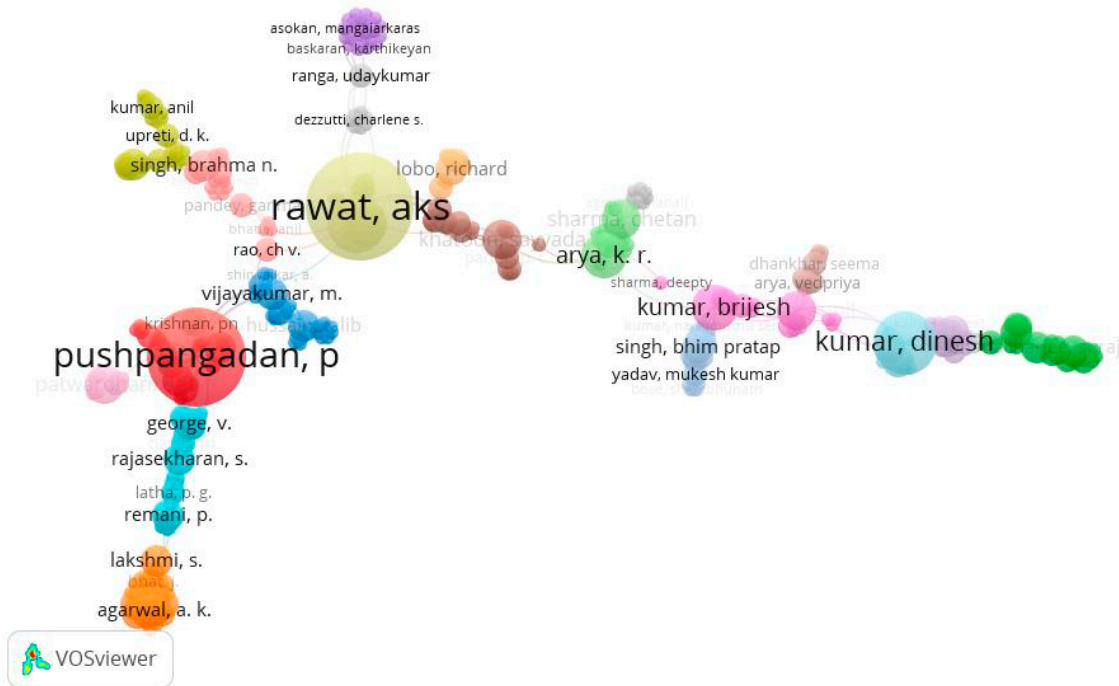 asokan, mangaiarkaras
baskaran, karthikeyan
ranga, udaykumar
dezzutti, charlene s.
kumar, anil
upreti, d. k.
singh, brahma n.
lobo, richard
rawat, aks
sharma, chetan
arya, k. r.
rao, ch v.
vijayakumar, m.
sharma, deepty
kumar, brijesh
dhankhar, seema
arya, vedpriya
krishnan, pn
pushpangadan, p
singh, bhim pratap
yadav, mukesh kumar
kumar, dinesh
george, v.
rajasekharan, s.
latha, p. g.
remani, p.
lakshmi, s.
bhat, j.
agarwal, a. k.
VOSviewer